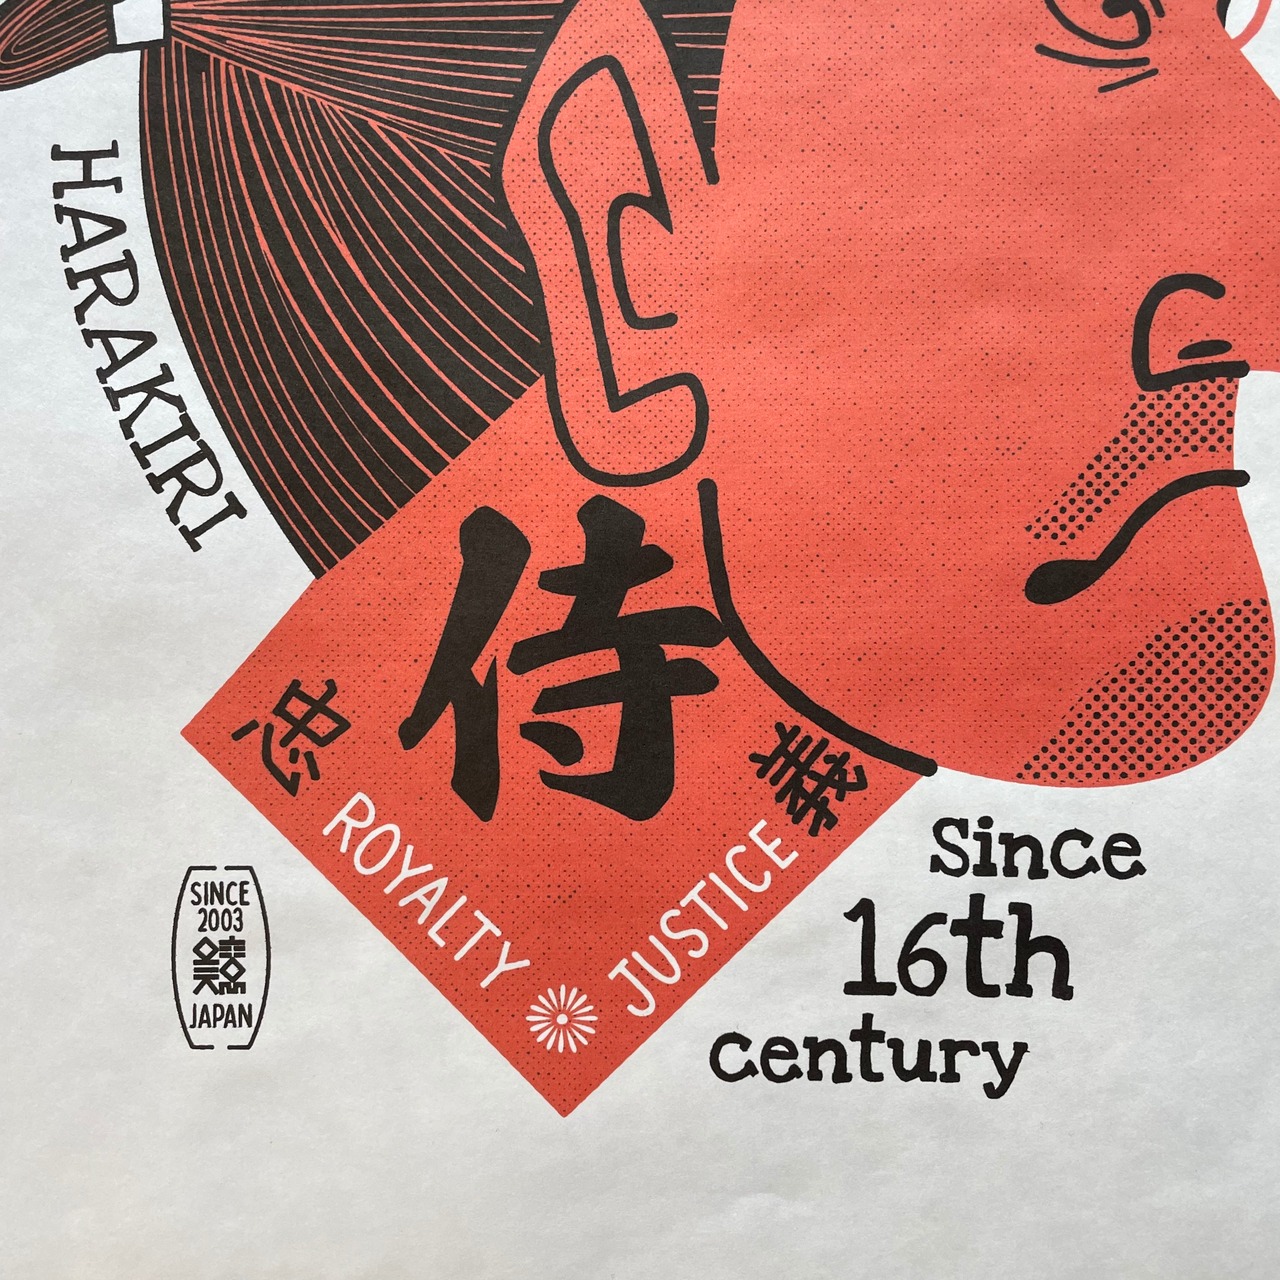 HARAKIRI
侍
忠
義
ROYALTY
JUSTICE
Since
16th
century
SINCE
2003
JAPAN